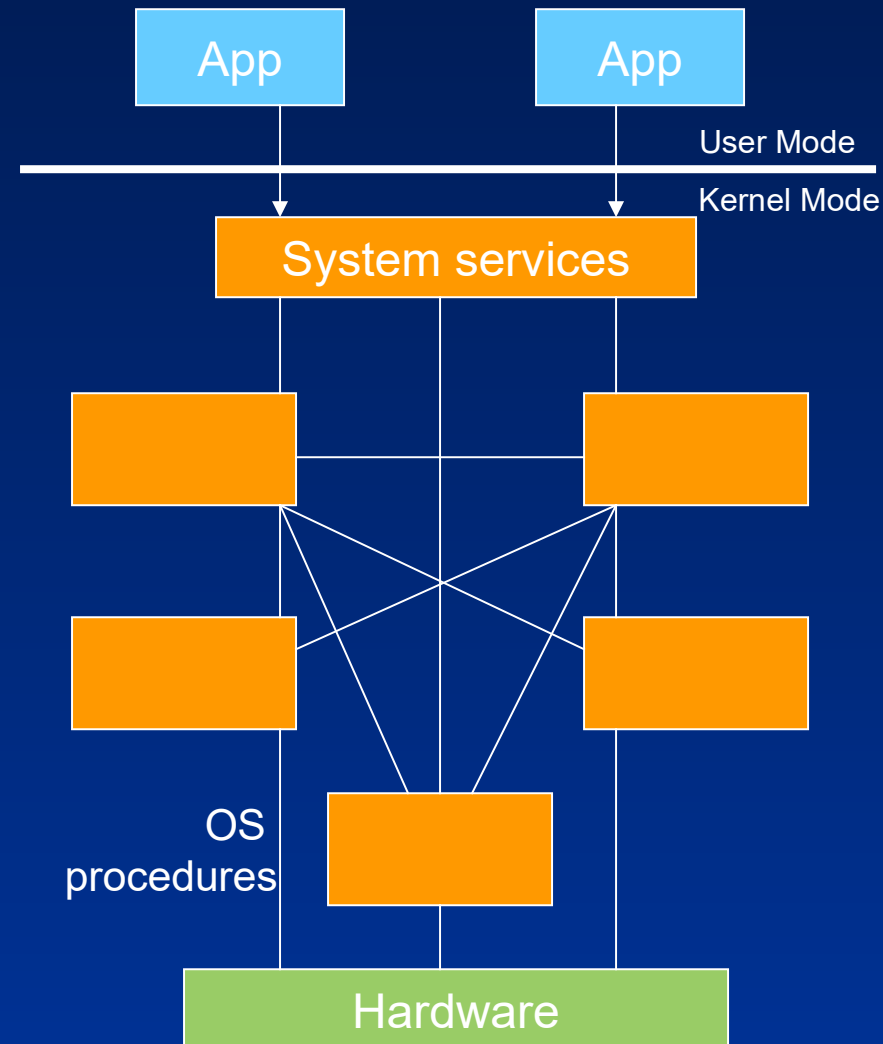 App
App
User Mode
Kernel Mode
System services
OS
procedures
Hardware